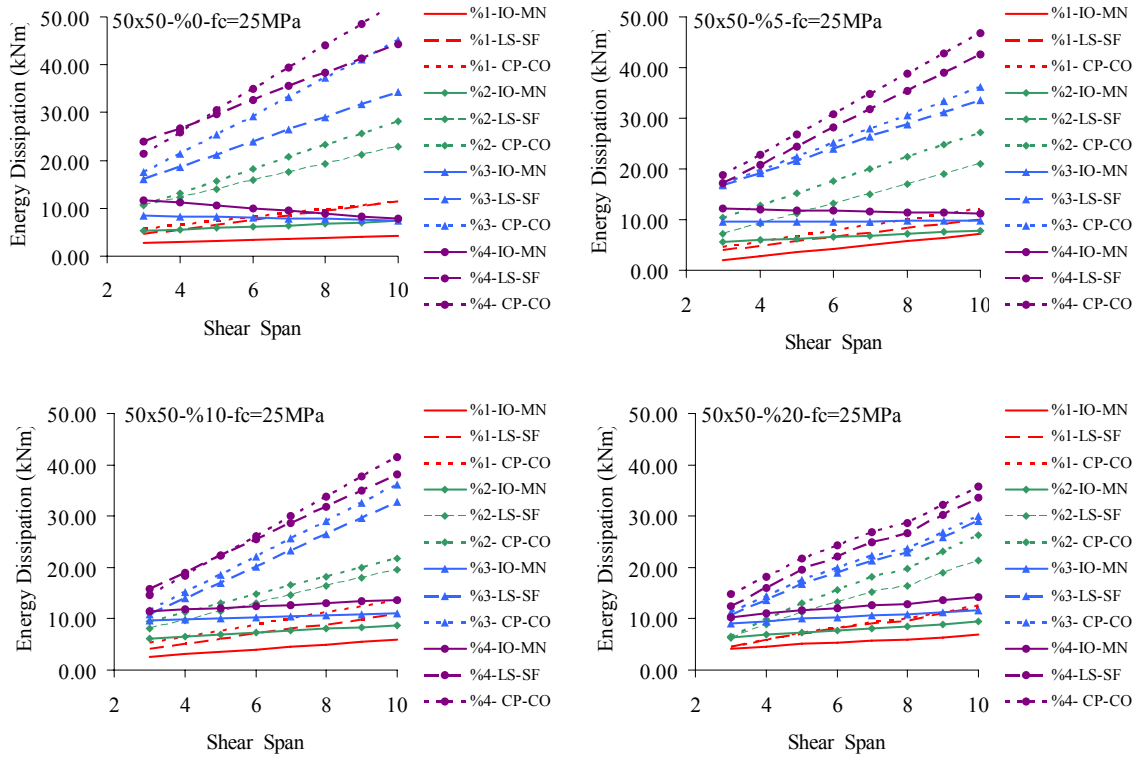 50x50-%0-fc=25MPa
Energy Dissipation (kNm)
50.00
40.00
30.00
20.00
10.00
0.00
2 4 6 8 10
Shear Span
%1-IO-MN
%1-LS-SF
%1- CP-CO
%2-IO-MN
%2-LS-SF
%2- CP-CO
%3-IO-MN
%3-LS-SF
%3- CP-CO
%4-IO-MN
%4-LS-SF
%4- CP-CO
50x50-%5-fc=25MPa
Energy Dissipation (kNm)
50.00
40.00
30.00
20.00
10.00
0.00
2 4 6 8 10
Shear Span
%1-IO-MN
%1-LS-SF
%1- CP-CO
%2-IO-MN
%2-LS-SF
%2- CP-CO
%3-IO-MN
%3-LS-SF
%3- CP-CO
%4-IO-MN
%4-LS-SF
%4- CP-CO
50x50-%10-fc=25MPa
Energy Dissipation (kNm)
50.00
40.00
30.00
20.00
10.00
0.00
2 4 6 8 10
Shear Span
%1-IO-MN
%1-LS-SF
%1- CP-CO
%2-IO-MN
%2-LS-SF
%2- CP-CO
%3-IO-MN
%3-LS-SF
%3- CP-CO
%4-IO-MN
%4-LS-SF
%4- CP-CO
50x50-%20-fc=25MPa
Energy Dissipation (kNm)
50.00
40.00
30.00
20.00
10.00
0.00
2 4 6 8 10
Shear Span
%1-IO-MN
%1-LS-SF
%1- CP-CO
%2-IO-MN
%2-LS-SF
%2- CP-CO
%3-IO-MN
%3-LS-SF
%3- CP-CO
%4-IO-MN
%4-LS-SF
%4- CP-CO